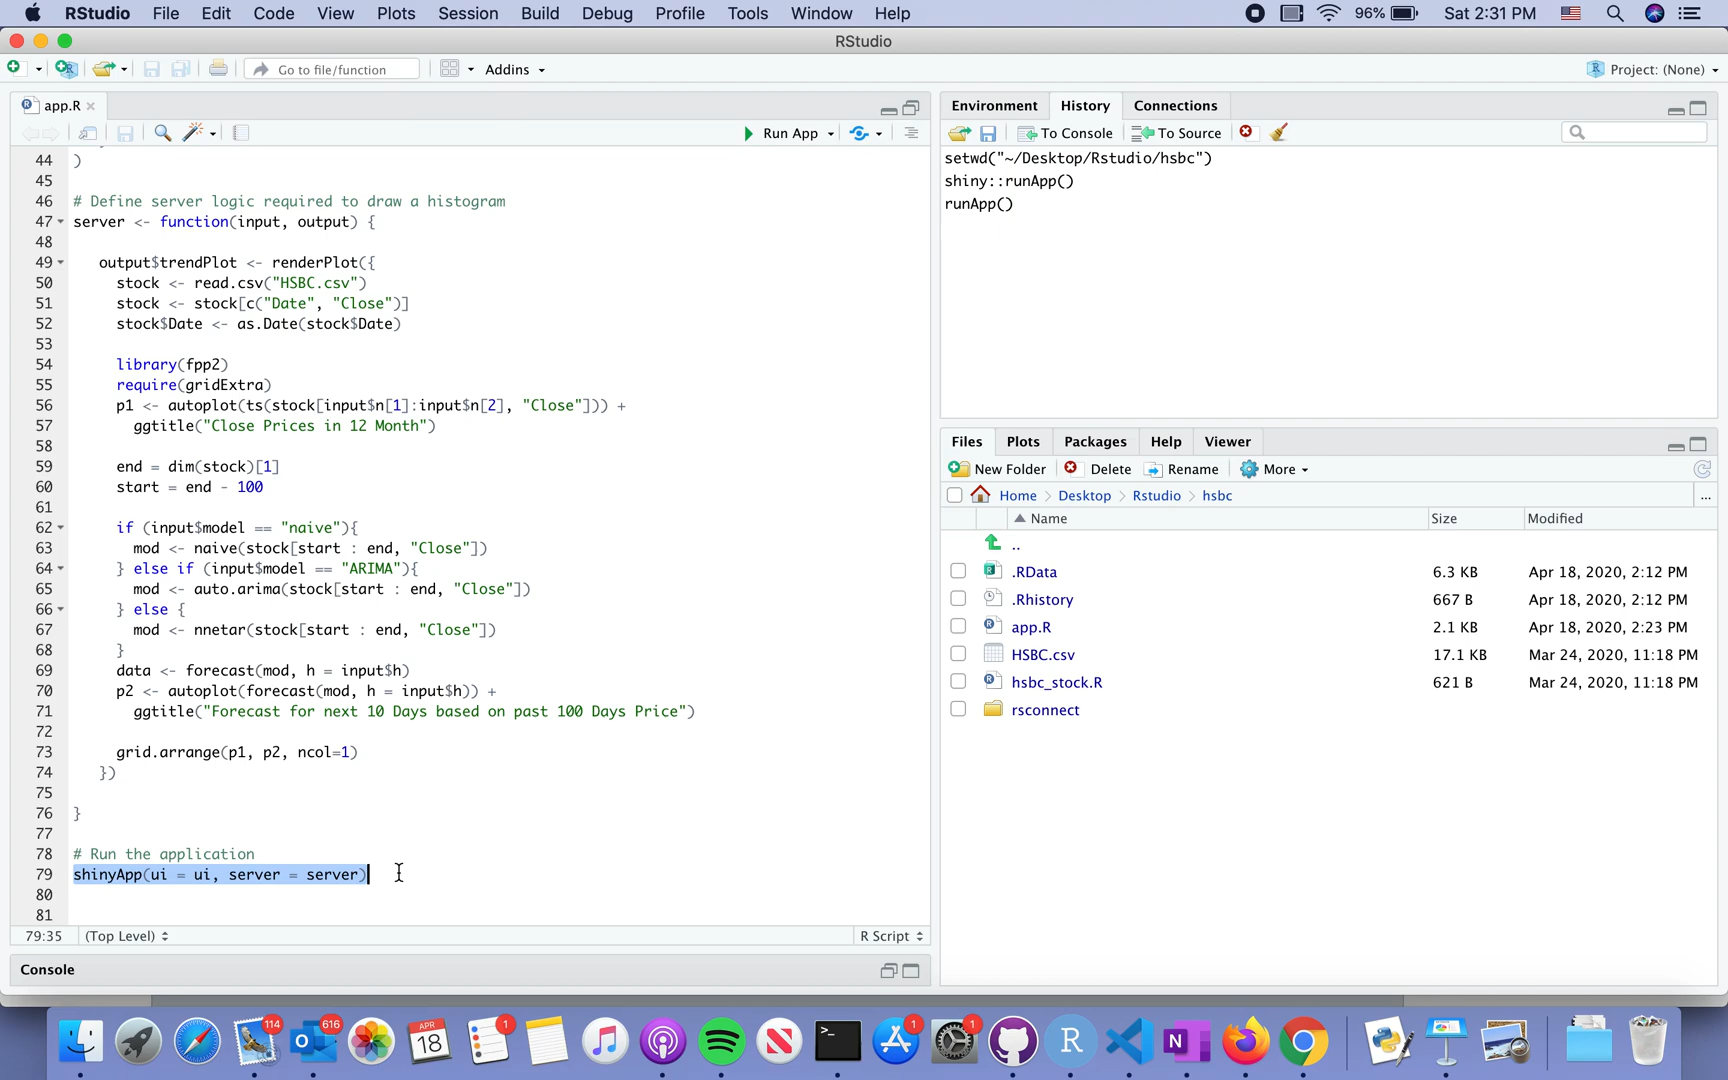 RStudio File Edit Code View Plots Session Build Debug Profile Tools Window Help 96% Sat 2:31 PM
RStudio
Go to file/function Addins Project: (None)
app.R
Run App
44 )
45
46 # Define server logic required to draw a histogram
47 server <- function(input, output) {
48
49 output$trendPlot <- renderPlot({
50 stock <- read.csv("HSBC.csv")
51 stock <- stock[c("Date", "Close")]
52 stock$Date <- as.Date(stock$Date)
53
54 library(fpp2)
55 require(gridExtra)
56 p1 <- autoplot(ts(stock[input$n[1]:input$n[2], "Close"])) +
57 ggtitle("Close Prices in 12 Month")
58
59 end = dim(stock)[1]
60 start = end - 100
61
62 if (input$model == "naive"){
63 mod <- naive(stock[start : end, "Close"])
64 } else if (input$model == "ARIMA"){
65 mod <- auto.arima(stock[start : end, "Close"])
66 } else {
67 mod <- nnetar(stock[start : end, "Close"])
68 }
69 data <- forecast(mod, h = input$h)
70 p2 <- autoplot(forecast(mod, h = input$h)) +
71 ggtitle("Forecast for next 10 Days based on past 100 Days Price")
72
73 grid.arrange(p1, p2, ncol=1)
74 })
75
76 }
77
78 # Run the application
79 shinyApp(ui = ui, server = server)
80
81
79:35 (Top Level) R Script
Console
Environment History Connections
To Console To Source
setwd("~/Desktop/Rstudio/hsbc")
shiny::runApp()
runApp()
Files Plots Packages Help Viewer
New Folder Delete Rename More
Home Desktop Rstudio hsbc ...
Name Size Modified
..
.RData 6.3 KB Apr 18, 2020, 2:12 PM
.Rhistory 667 B Apr 18, 2020, 2:12 PM
app.R 2.1 KB Apr 18, 2020, 2:23 PM
HSBC.csv 17.1 KB Mar 24, 2020, 11:18 PM
hsbc_stock.R 621 B Mar 24, 2020, 11:18 PM
rsconnect
114 616 APR 18 1 1 1